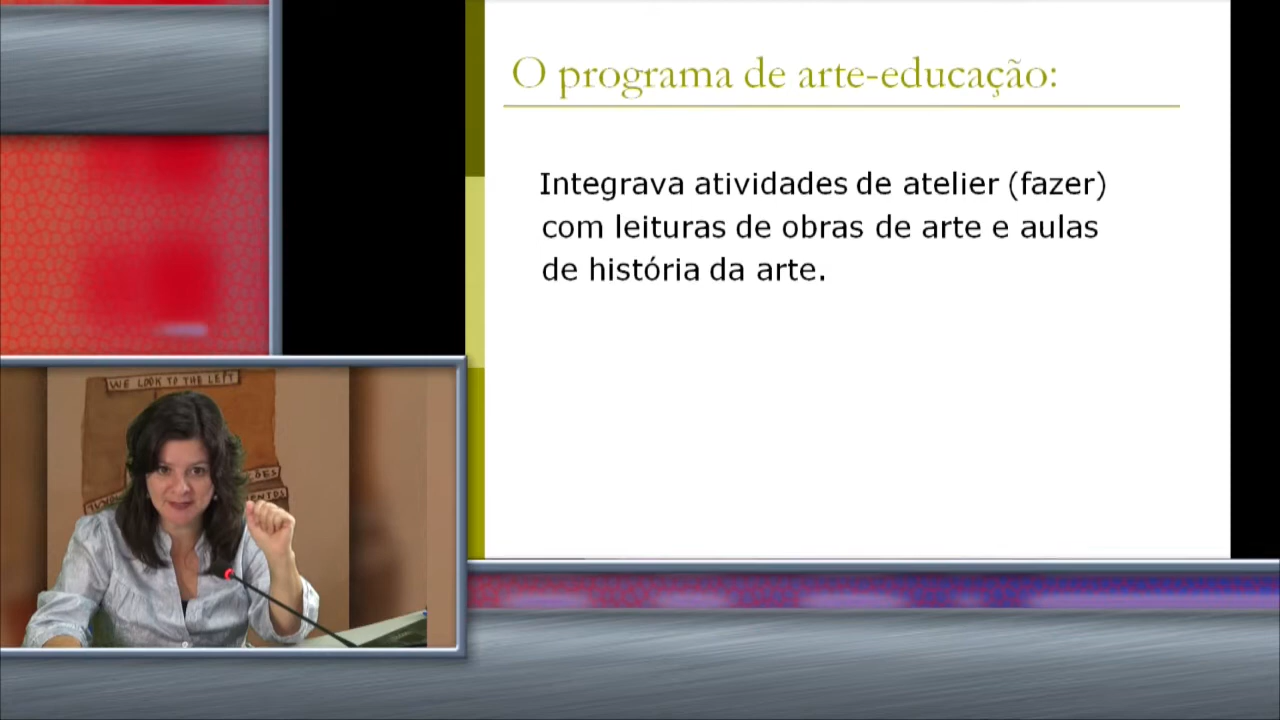 O programa de arte-educação:
Integrava atividades de atelier (fazer)
com leituras de obras de arte e aulas
de história da arte.
WE LOOK TO THE LEFT